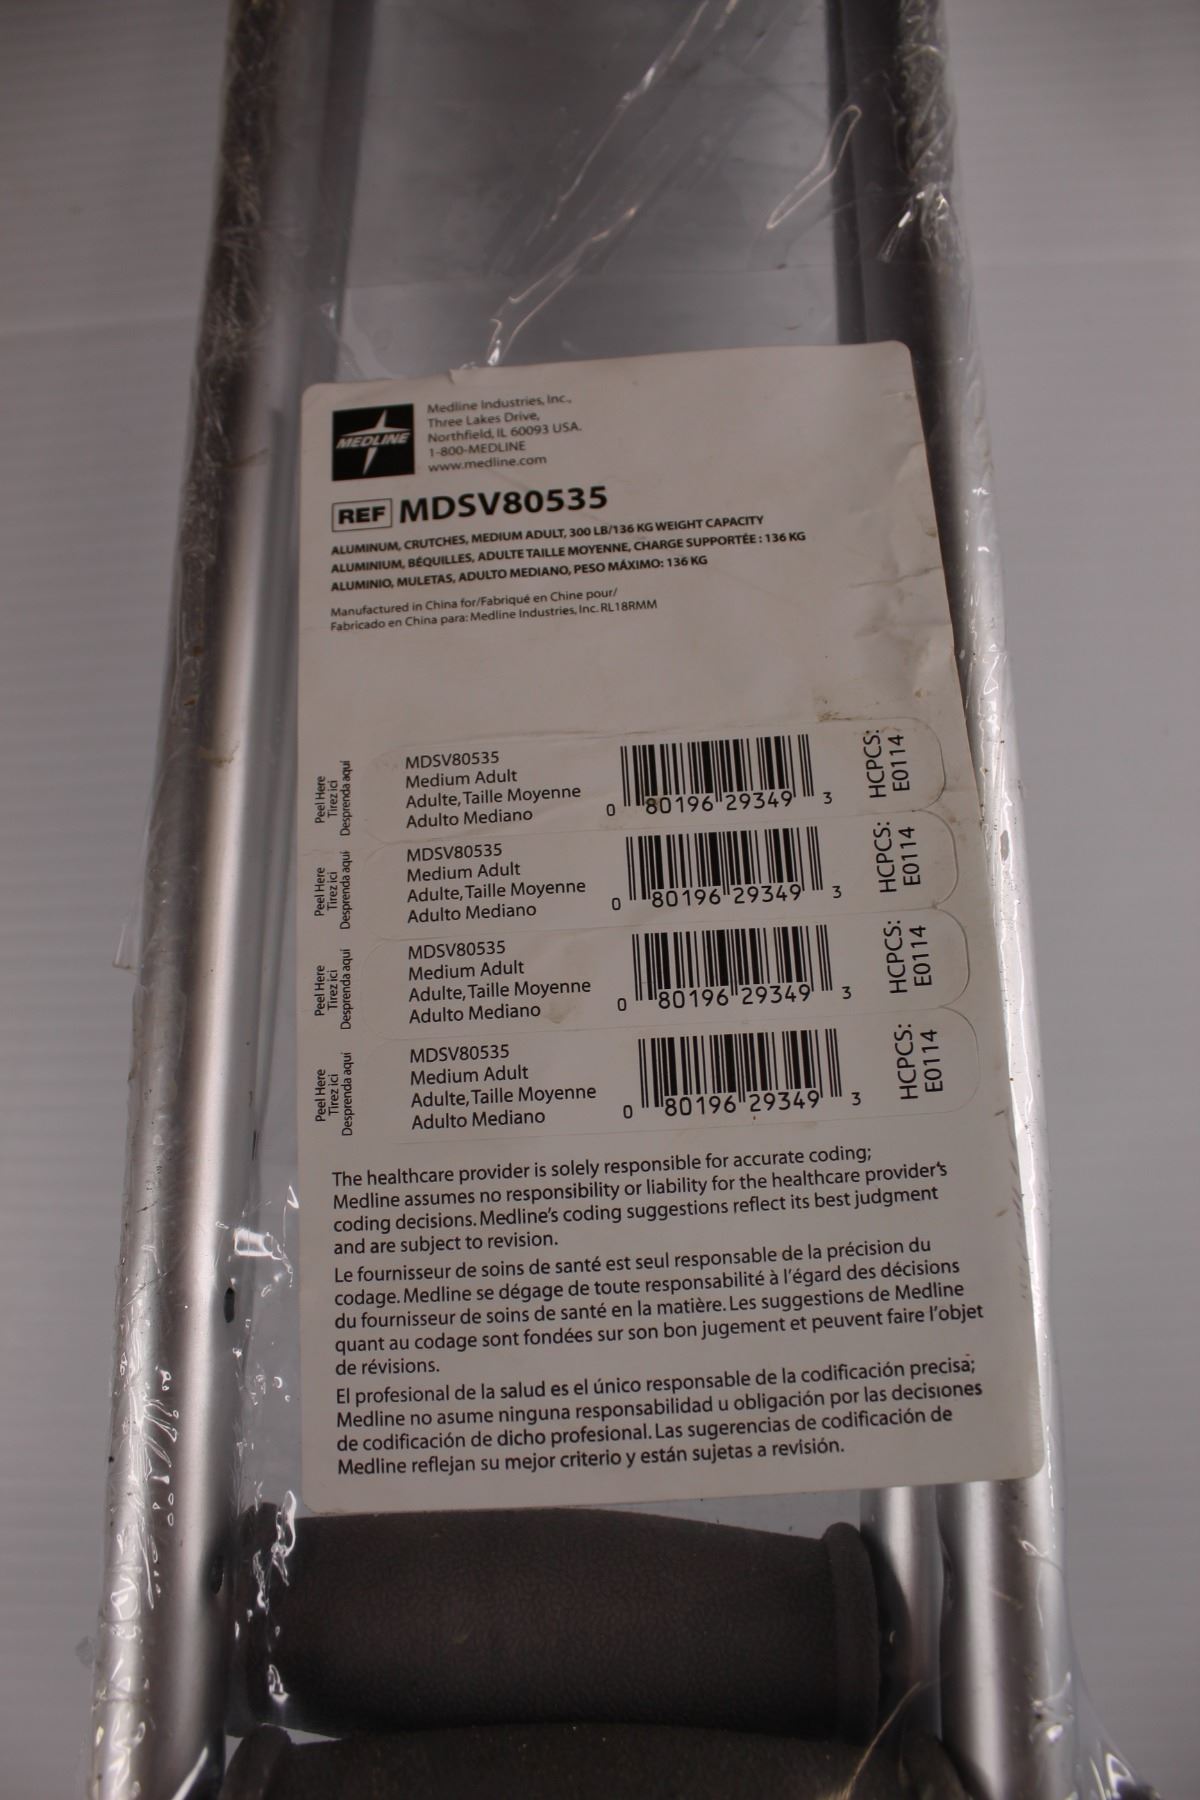 MEDLINE
Medline Industries, Inc.,
Three Lakes Drive,
Northfield, IL 60093 USA.
1-800-MEDLINE
www.medline.com
REF MDSV80535
ALUMINUM, CRUTCHES, MEDIUM ADULT, 300 LB/136 KG WEIGHT CAPACITY
ALUMINIUM, BÉQUILLES, ADULTE TAILLE MOYENNE, CHARGE SUPPORTÉE : 136 KG
ALUMINIO, MULETAS, ADULTO MEDIANO, PESO MÁXIMO: 136 KG
Manufactured in China for/Fabriqué en Chine pour/
Fabricado en China para: Medline Industries, Inc. RL18RMM
Peel Here
Tirez ici
Desprenda aquí
MDSV80535
Medium Adult
Adulte, Taille Moyenne
Adulto Mediano
0 80196 29349 3
HCPCS:
E0114
Peel Here
Tirez ici
Desprenda aquí
MDSV80535
Medium Adult
Adulte, Taille Moyenne
Adulto Mediano
0 80196 29349 3
HCPCS:
E0114
Peel Here
Tirez ici
Desprenda aquí
MDSV80535
Medium Adult
Adulte, Taille Moyenne
Adulto Mediano
0 80196 29349 3
HCPCS:
E0114
Peel Here
Tirez ici
Desprenda aquí
MDSV80535
Medium Adult
Adulte, Taille Moyenne
Adulto Mediano
0 80196 29349 3
HCPCS:
E0114
The healthcare provider is solely responsible for accurate coding;
Medline assumes no responsibility or liability for the healthcare provider's
coding decisions. Medline's coding suggestions reflect its best judgment
and are subject to revision.
Le fournisseur de soins de santé est seul responsable de la précision du
codage. Medline se dégage de toute responsabilité à l'égard des décisions
du fournisseur de soins de santé en la matière. Les suggestions de Medline
quant au codage sont fondées sur son bon jugement et peuvent faire l'objet
de révisions.
El profesional de la salud es el único responsable de la codificación precisa;
Medline no asume ninguna responsabilidad u obligación por las decisiones
de codificación de dicho profesional. Las sugerencias de codificación de
Medline reflejan su mejor criterio y están sujetas a revisión.